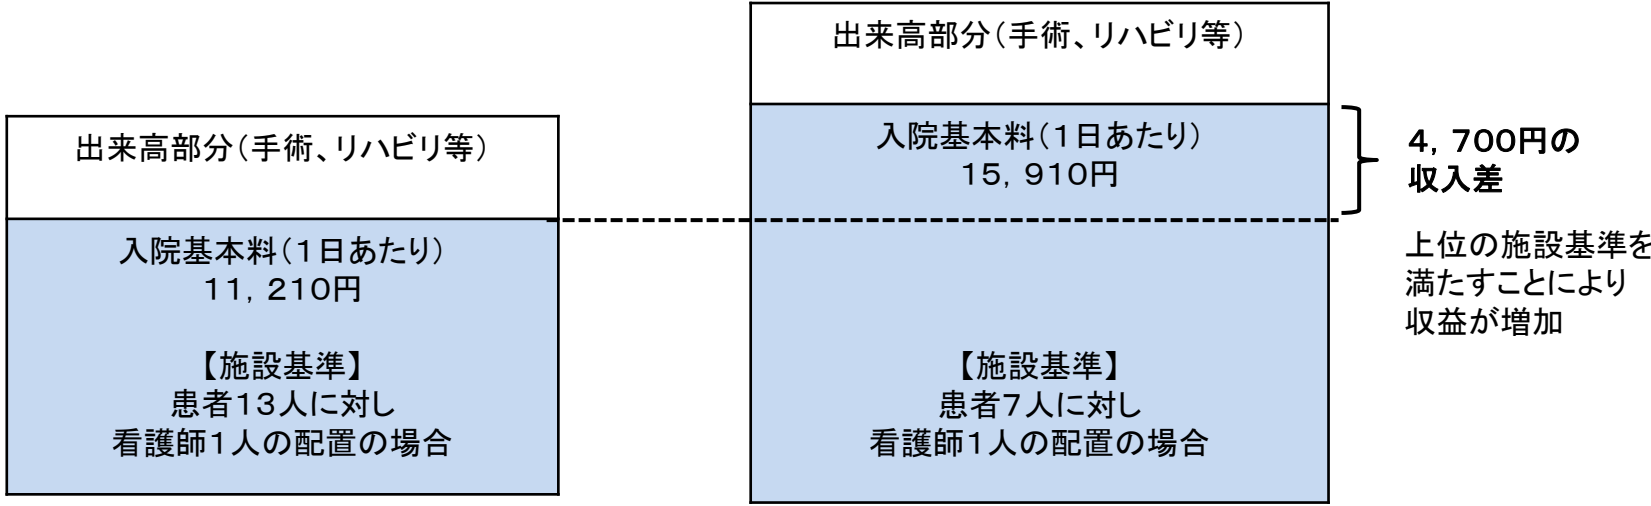 出来高部分（手術、リハビリ等）
入院基本料（１日あたり）
１１，２１０円
【施設基準】
患者１３人に対し
看護師１人の配置の場合
出来高部分（手術、リハビリ等）
入院基本料（１日あたり）
１５，９１０円
【施設基準】
患者７人に対し
看護師１人の配置の場合
４，７００円の
収入差
上位の施設基準を
満たすことにより
収益が増加